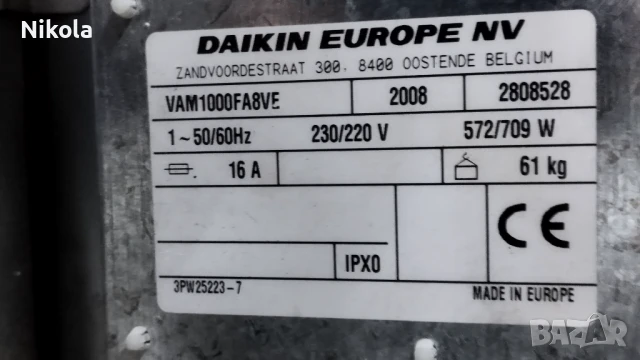 Nikola
DAIKIN EUROPE NV
ZANDVOORDESTRAAT 300. 8400 OOSTENDE BELGIUM
VAM1000FA8VE 2008 2808528
1~50/60Hz 230/220 V 572/709 W
16 A 61 kg
CE
IPX0
3PW25223-7 MADE IN EUROPE
BAZAR